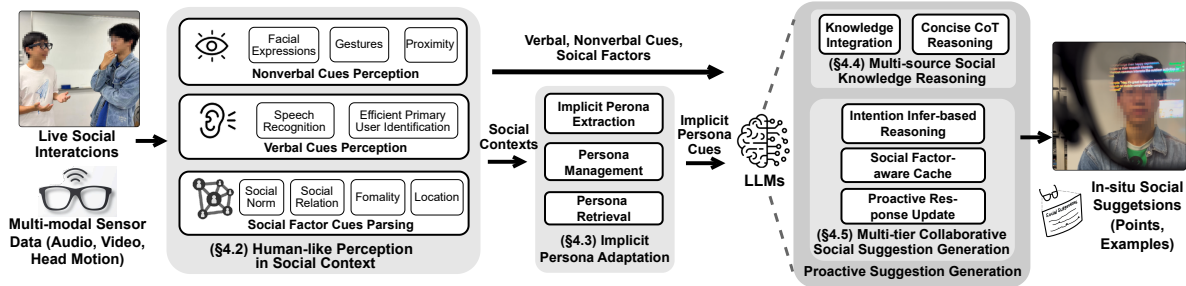 Live Social
Interatcions
Multi-modal Sensor
Data (Audio, Video,
Head Motion)
Facial
Expressions
Gestures
Proximity
Nonverbal Cues Perception
Speech
Recognition
Efficient Primary
User Identification
Verbal Cues Perception
Social
Norm
Social
Relation
Fomality
Location
Social Factor Cues Parsing
(§4.2) Human-like Perception
in Social Context
Verbal, Nonverbal Cues,
Soical Factors
Social
Contexts
Implicit Perona
Extraction
Persona
Management
Persona
Retrieval
(§4.3) Implicit
Persona Adaptation
Implicit
Persona
Cues
LLMs
Knowledge
Integration
Concise CoT
Reasoning
(§4.4) Multi-source Social
Knowledge Reasoning
Intention Infer-based
Reasoning
Social Factor-
aware Cache
Proactive Res-
ponse Update
(§4.5) Multi-tier Collaborative
Social Suggestion Generation
Proactive Suggestion Generation
In-situ Social
Suggetsions
(Points,
Examples)